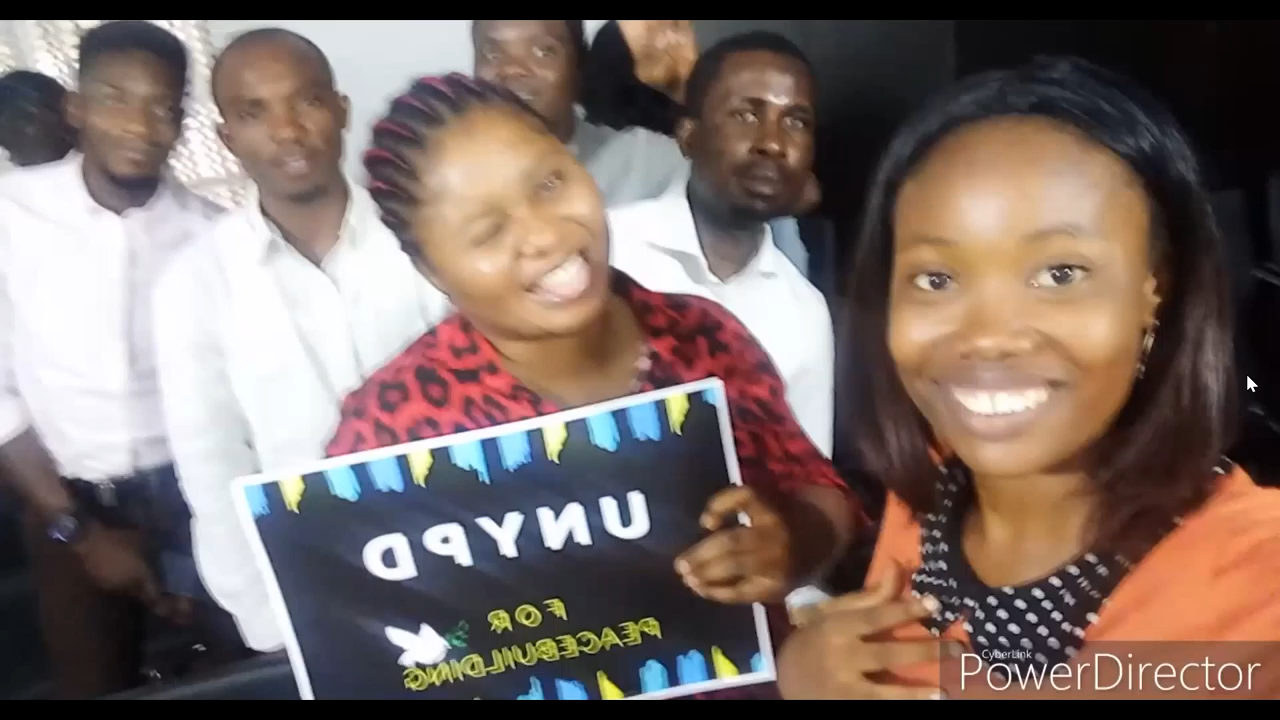 UNYPD
FOR
PEACEBUILDING
CyberLink
PowerDirector